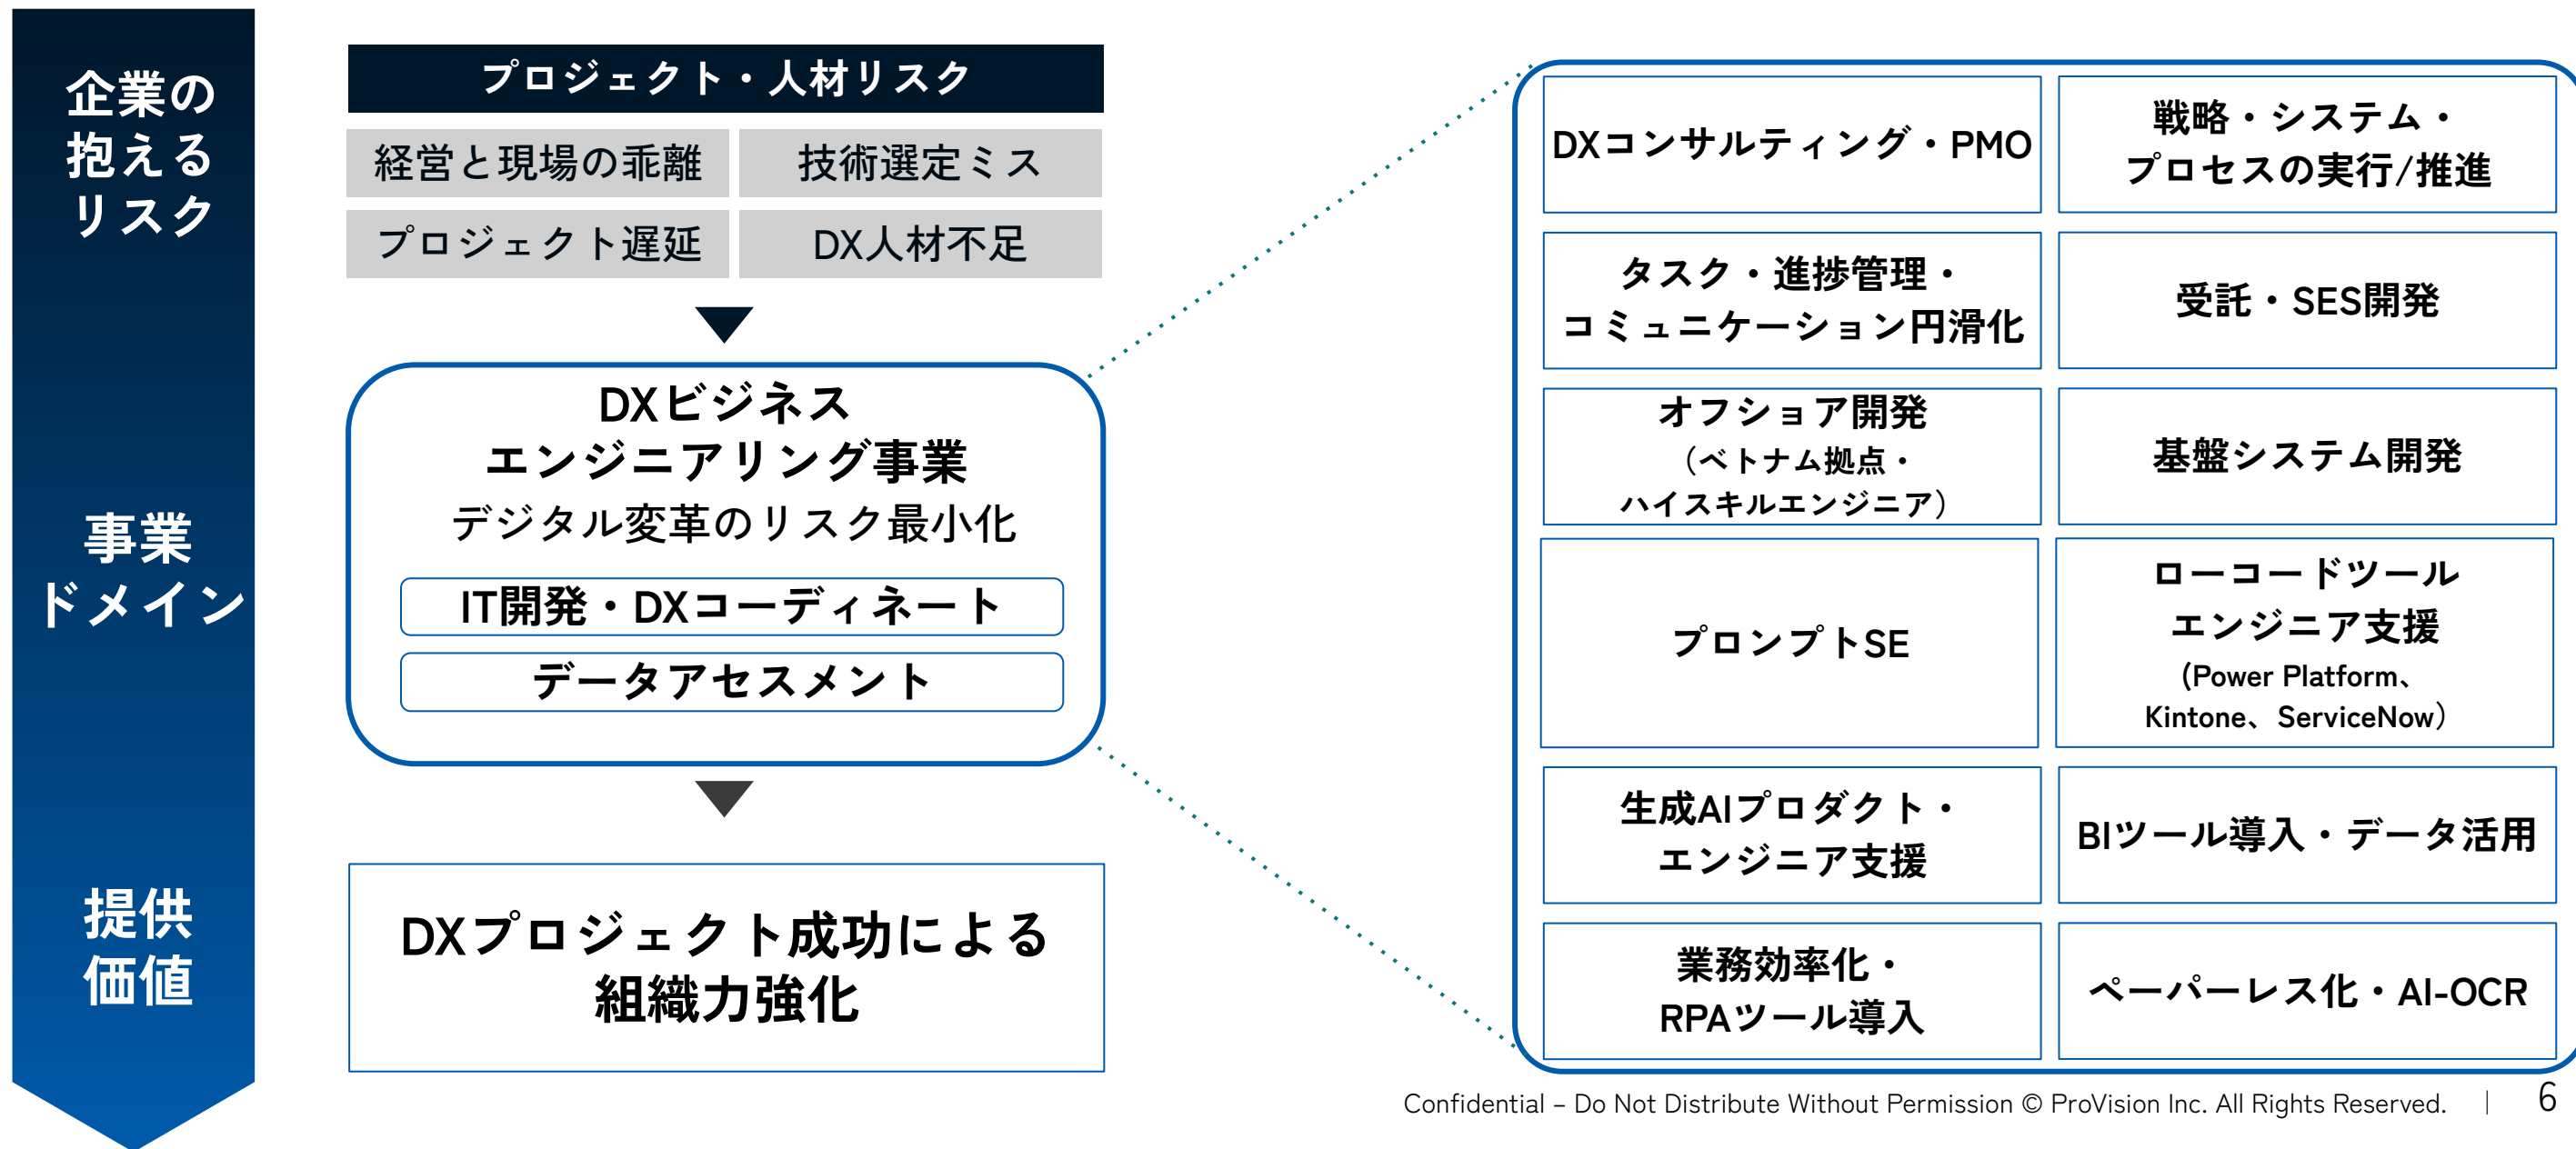 企業の
抱える
リスク
事業
ドメイン
提供
価値
プロジェクト・人材リスク
経営と現場の乖離
技術選定ミス
プロジェクト遅延
DX人材不足
DXビジネス
エンジニアリング事業
デジタル変革のリスク最小化
IT開発・DXコーディネート
データアセスメント
DXプロジェクト成功による
組織力強化
DXコンサルティング・PMO
戦略・システム・
プロセスの実行/推進
タスク・進捗管理・
コミュニケーション円滑化
受託・SES開発
オフショア開発
（ベトナム拠点・
ハイスキルエンジニア）
基盤システム開発
プロンプトSE
ローコードツール
エンジニア支援
(Power Platform、
Kintone、ServiceNow）
生成AIプロダクト・
エンジニア支援
BIツール導入・データ活用
業務効率化・
RPAツール導入
ペーパーレス化・AI-OCR
Confidential – Do Not Distribute Without Permission © ProVision Inc. All Rights Reserved. | 6